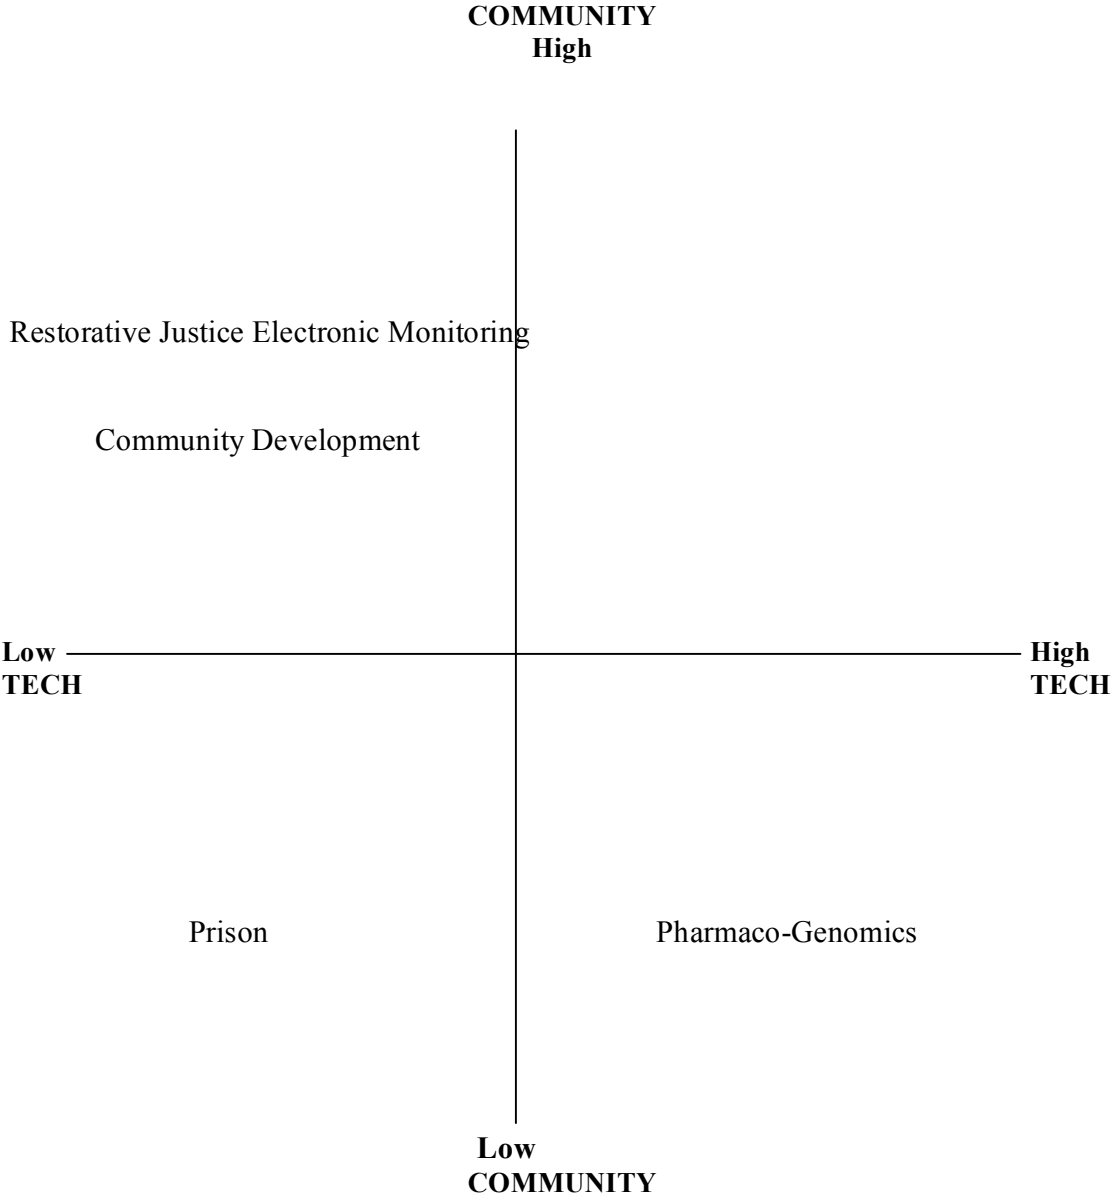 COMMUNITY
High
Restorative Justice Electronic Monitoring
Community Development
Low
High
TECH
TECH
Prison
Pharmaco-Genomics
Low
COMMUNITY